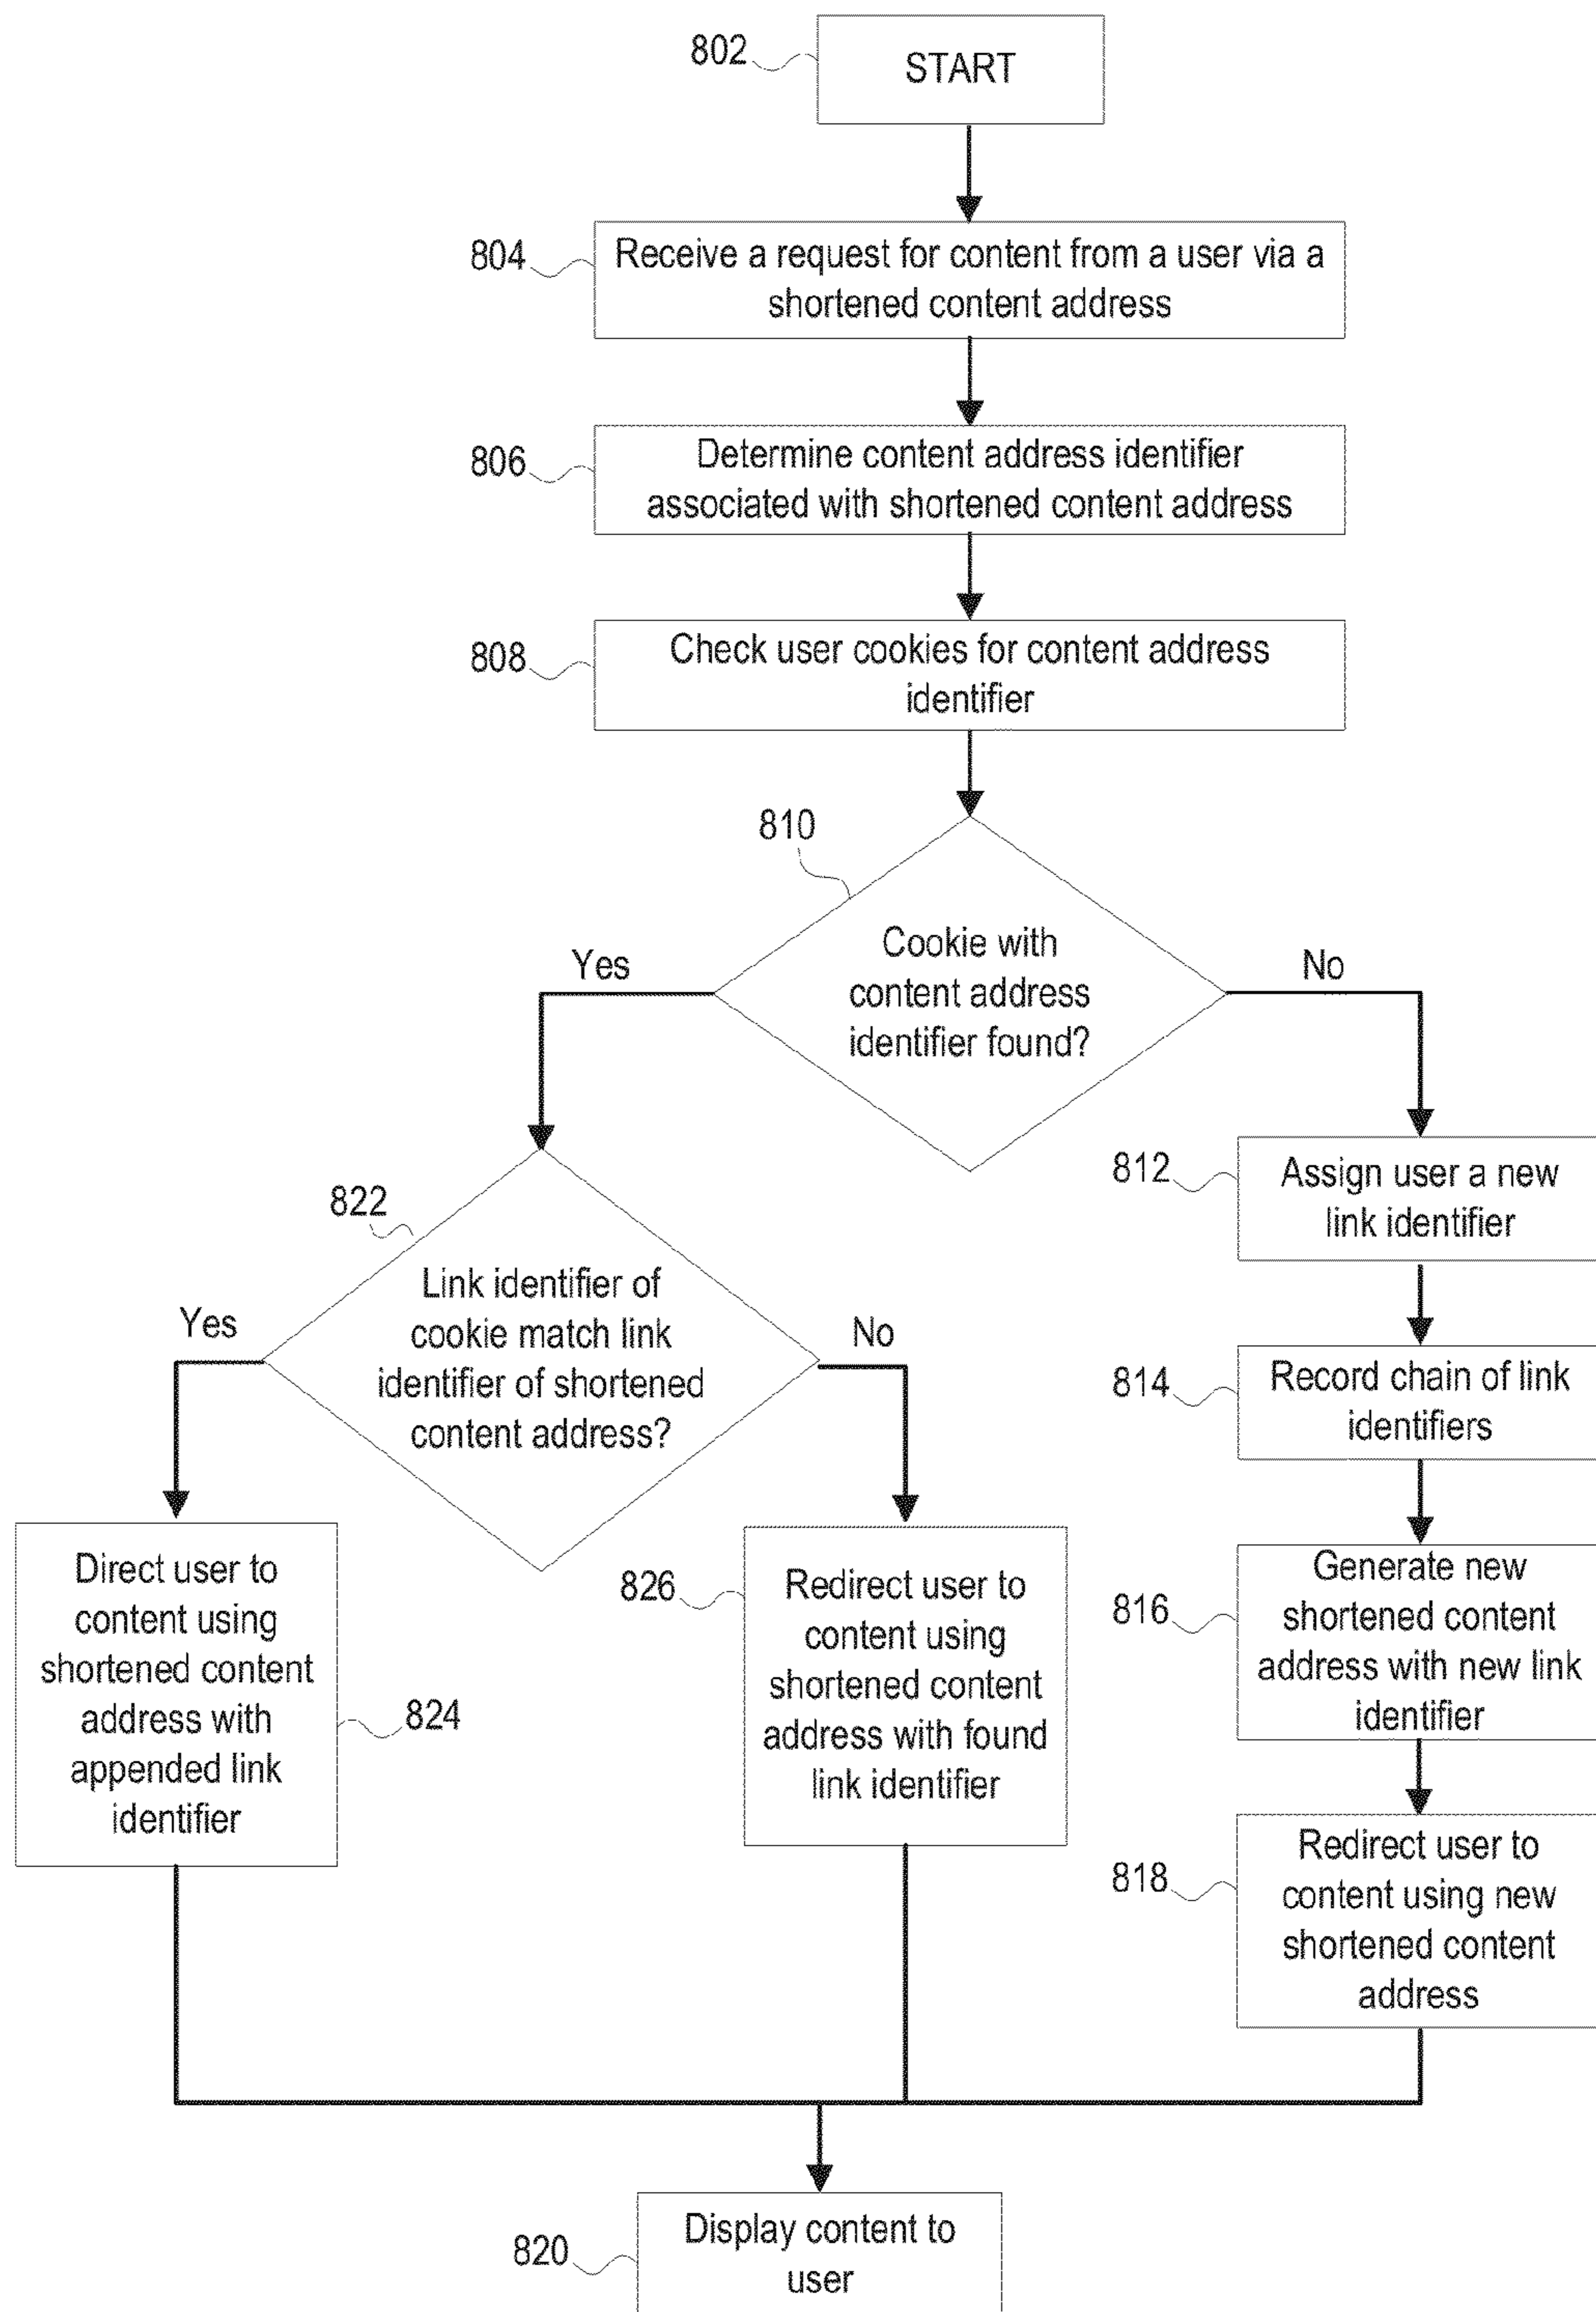 802
START
804
Receive a request for content from a user via a
shortened content address
806
Determine content address identifier
associated with shortened content address
808
Check user cookies for content address
identifier
810
Cookie with
content address
identifier found?
Yes
No
812
Assign user a new
link identifier
822
Link identifier of
cookie match link
identifier of shortened
content address?
Yes
No
814
Record chain of link
identifiers
824
Direct user to
content using
shortened content
address with
appended link
identifier
826
Redirect user to
content using
shortened content
address with found
link identifier
816
Generate new
shortened content
address with new link
identifier
818
Redirect user to
content using new
shortened content
address
820
Display content to
user